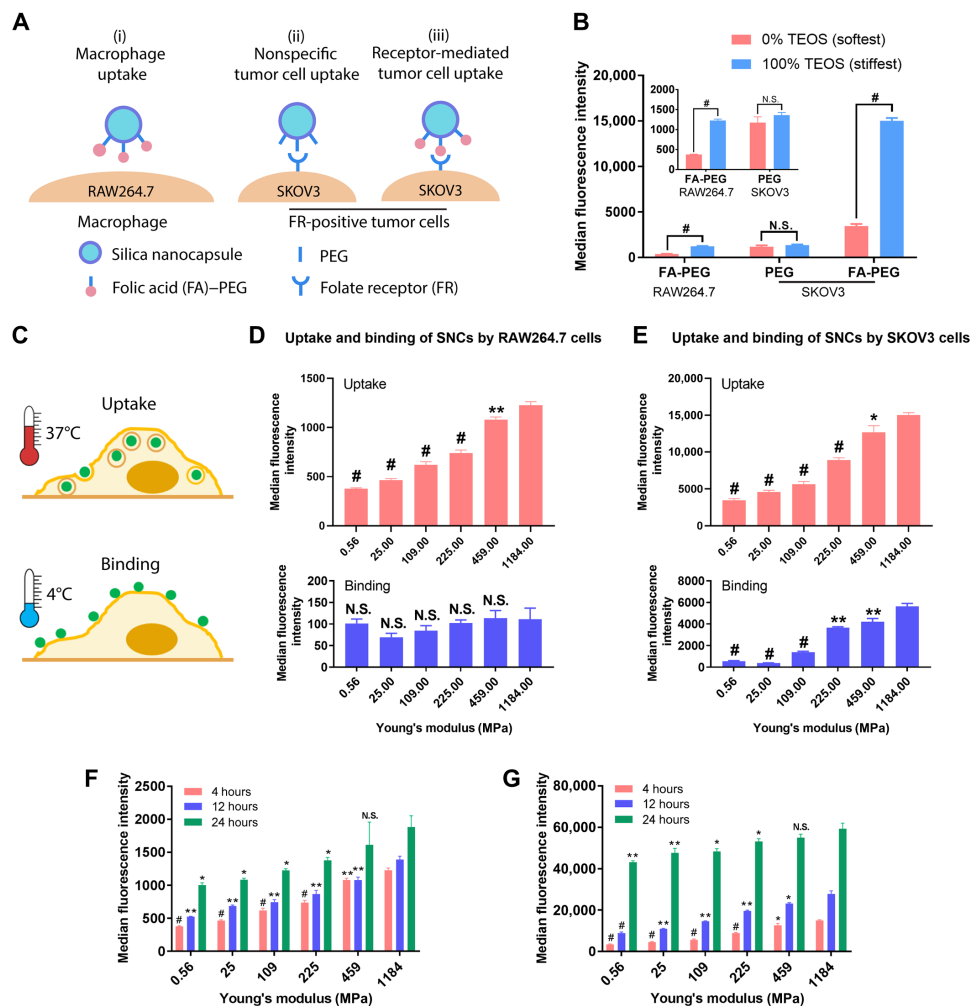 A
(i)
Macrophage
uptake
(ii)
Nonspecific
tumor cell uptake
(iii)
Receptor-mediated
tumor cell uptake
RAW264.7
SKOV3
SKOV3
Macrophage
FR-positive tumor cells
Silica nanocapsule
PEG
Folic acid (FA)–PEG
Folate receptor (FR)
B
0% TEOS (softest)
100% TEOS (stiffest)
Median fluorescence intensity
15,000
10,000
5000
0
1500
1000
500
0
#
N.S.
FA-PEG
RAW264.7
PEG
SKOV3
#
N.S.
#
FA-PEG
PEG
FA-PEG
RAW264.7
SKOV3
C
Uptake
37°C
Binding
4°C
D
Uptake and binding of SNCs by RAW264.7 cells
Median fluorescence
intensity
Uptake
1500
1000
500
0
# # # # **
0.56 25.00 109.00 225.00 459.00 1184.00
Median fluorescence
intensity
Binding
200
150
100
50
0
N.S. N.S. N.S. N.S. N.S.
0.56 25.00 109.00 225.00 459.00 1184.00
Young's modulus (MPa)
E
Uptake and binding of SNCs by SKOV3 cells
Median fluorescence
intensity
Uptake
20,000
15,000
10,000
5000
0
# # # # *
0.56 25.00 109.00 225.00 459.00 1184.00
Median fluorescence
intensity
Binding
8000
6000
4000
2000
0
# # # ** **
0.56 25.00 109.00 225.00 459.00 1184.00
Young's modulus (MPa)
F
Median fluorescence intensity
2500
2000
1500
1000
500
0
4 hours
12 hours
24 hours
# ** * # ** * # ** * # ** * ** ** N.S.
0.56 25 109 225 459 1184
Young's modulus (MPa)
G
Median fluorescence intensity
80,000
60,000
40,000
20,000
0
4 hours
12 hours
24 hours
# # ** # ** ** # ** * # ** * * * N.S.
0.56 25 109 225 459 1184
Young's modulus (MPa)